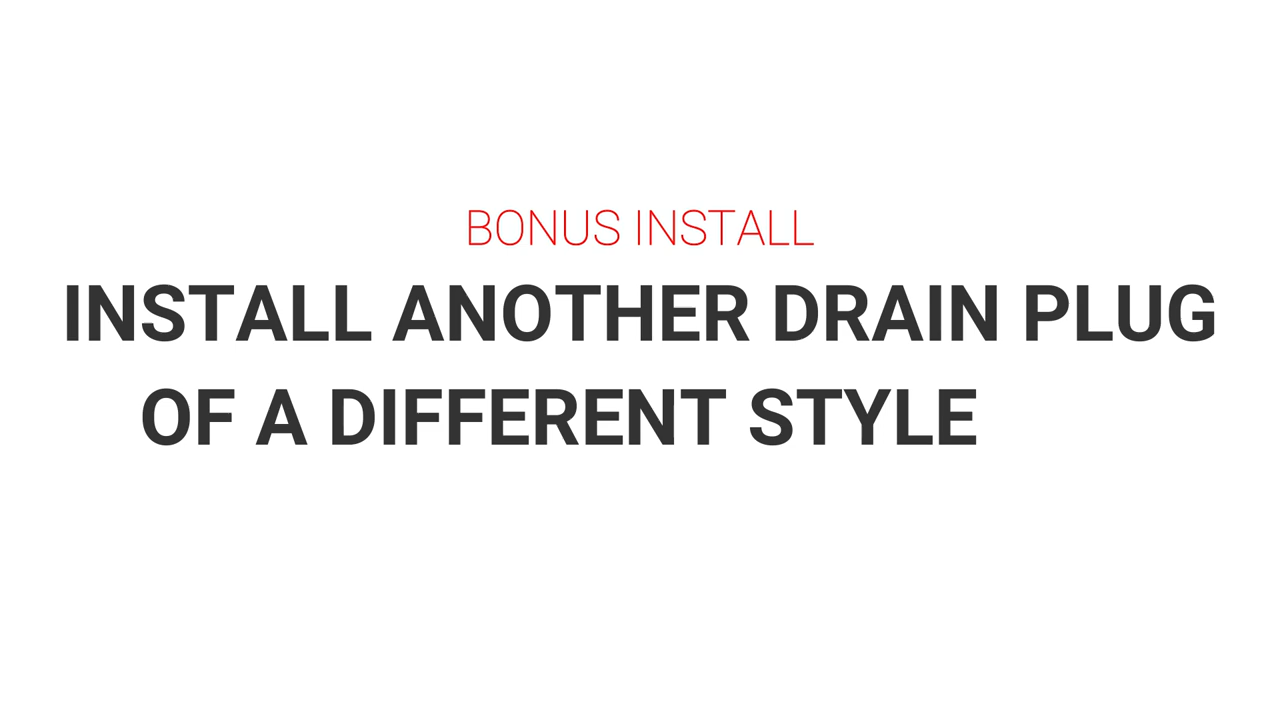 BONUS INSTALL
INSTALL ANOTHER DRAIN PLUG
OF A DIFFERENT STYLE